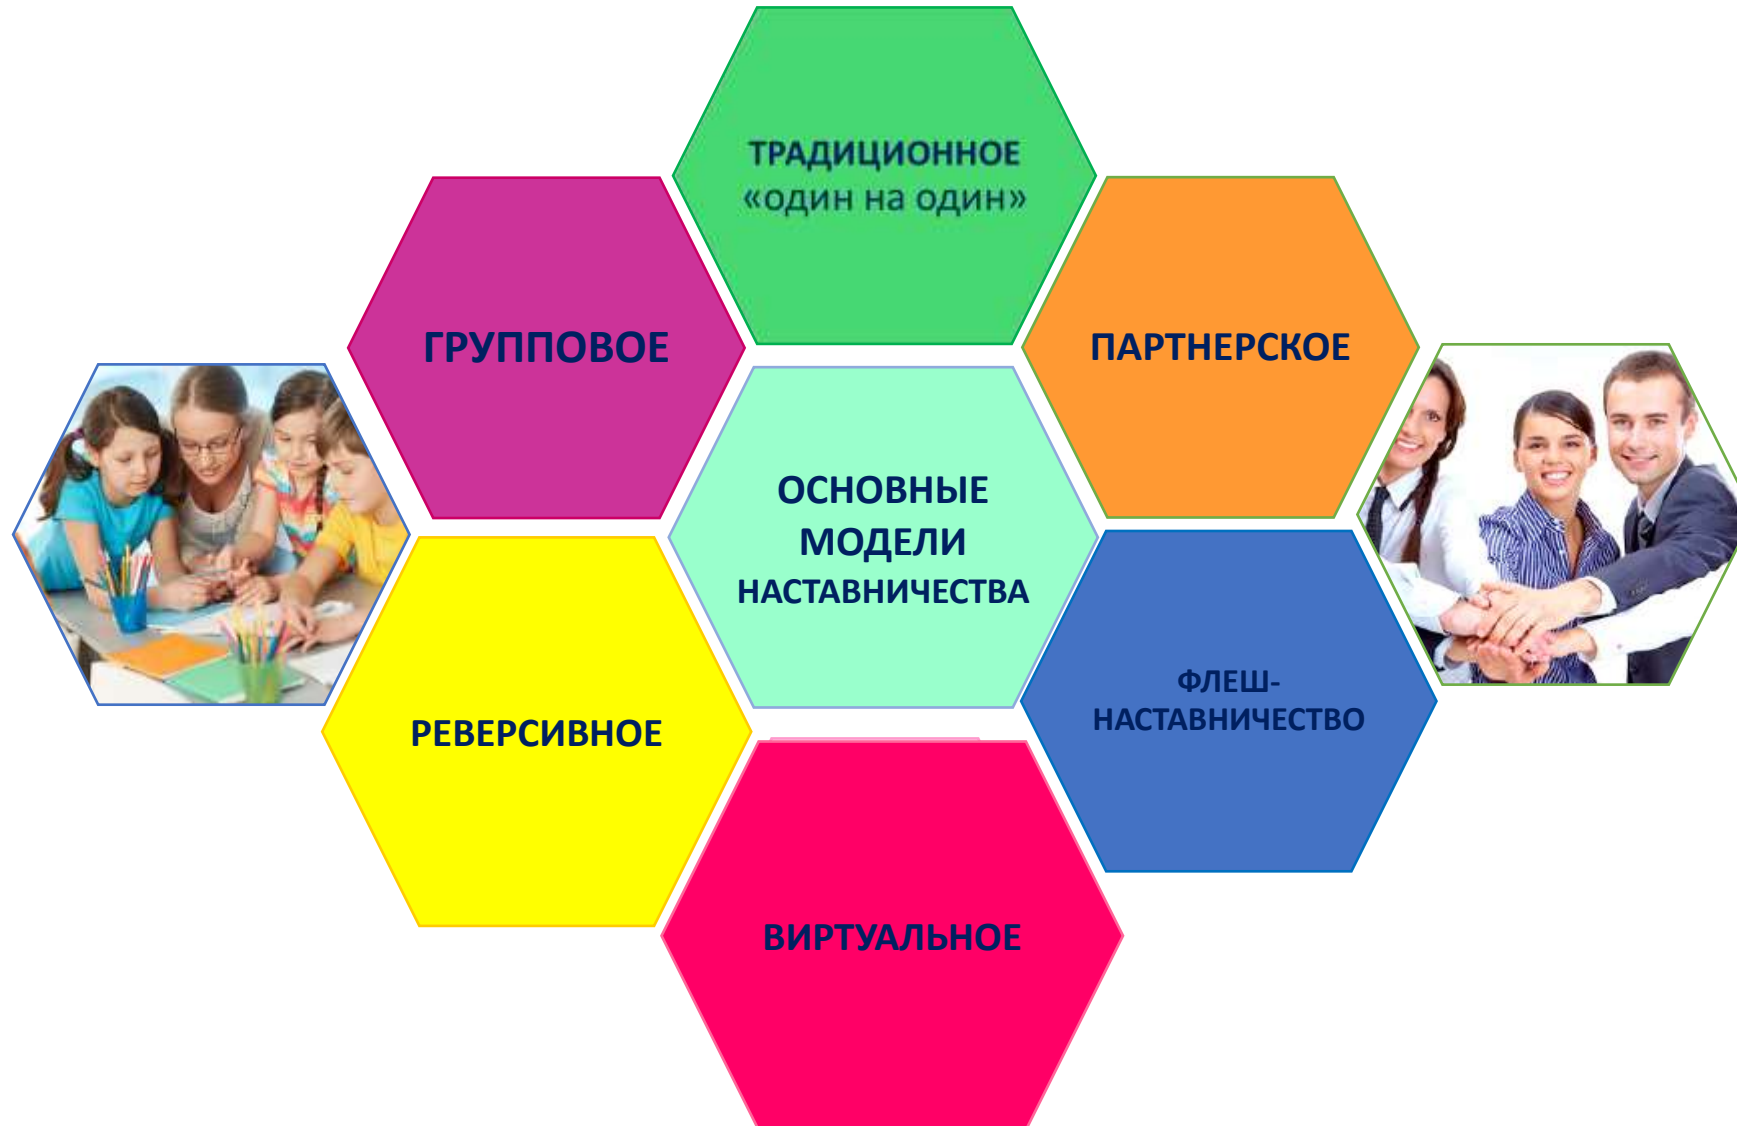 ТРАДИЦИОННОЕ
«один на один»
ГРУППОВОЕ
ПАРТНЕРСКОЕ
ОСНОВНЫЕ
МОДЕЛИ
НАСТАВНИЧЕСТВА
РЕВЕРСИВНОЕ
ФЛЕШ-
НАСТАВНИЧЕСТВО
ВИРТУАЛЬНОЕ